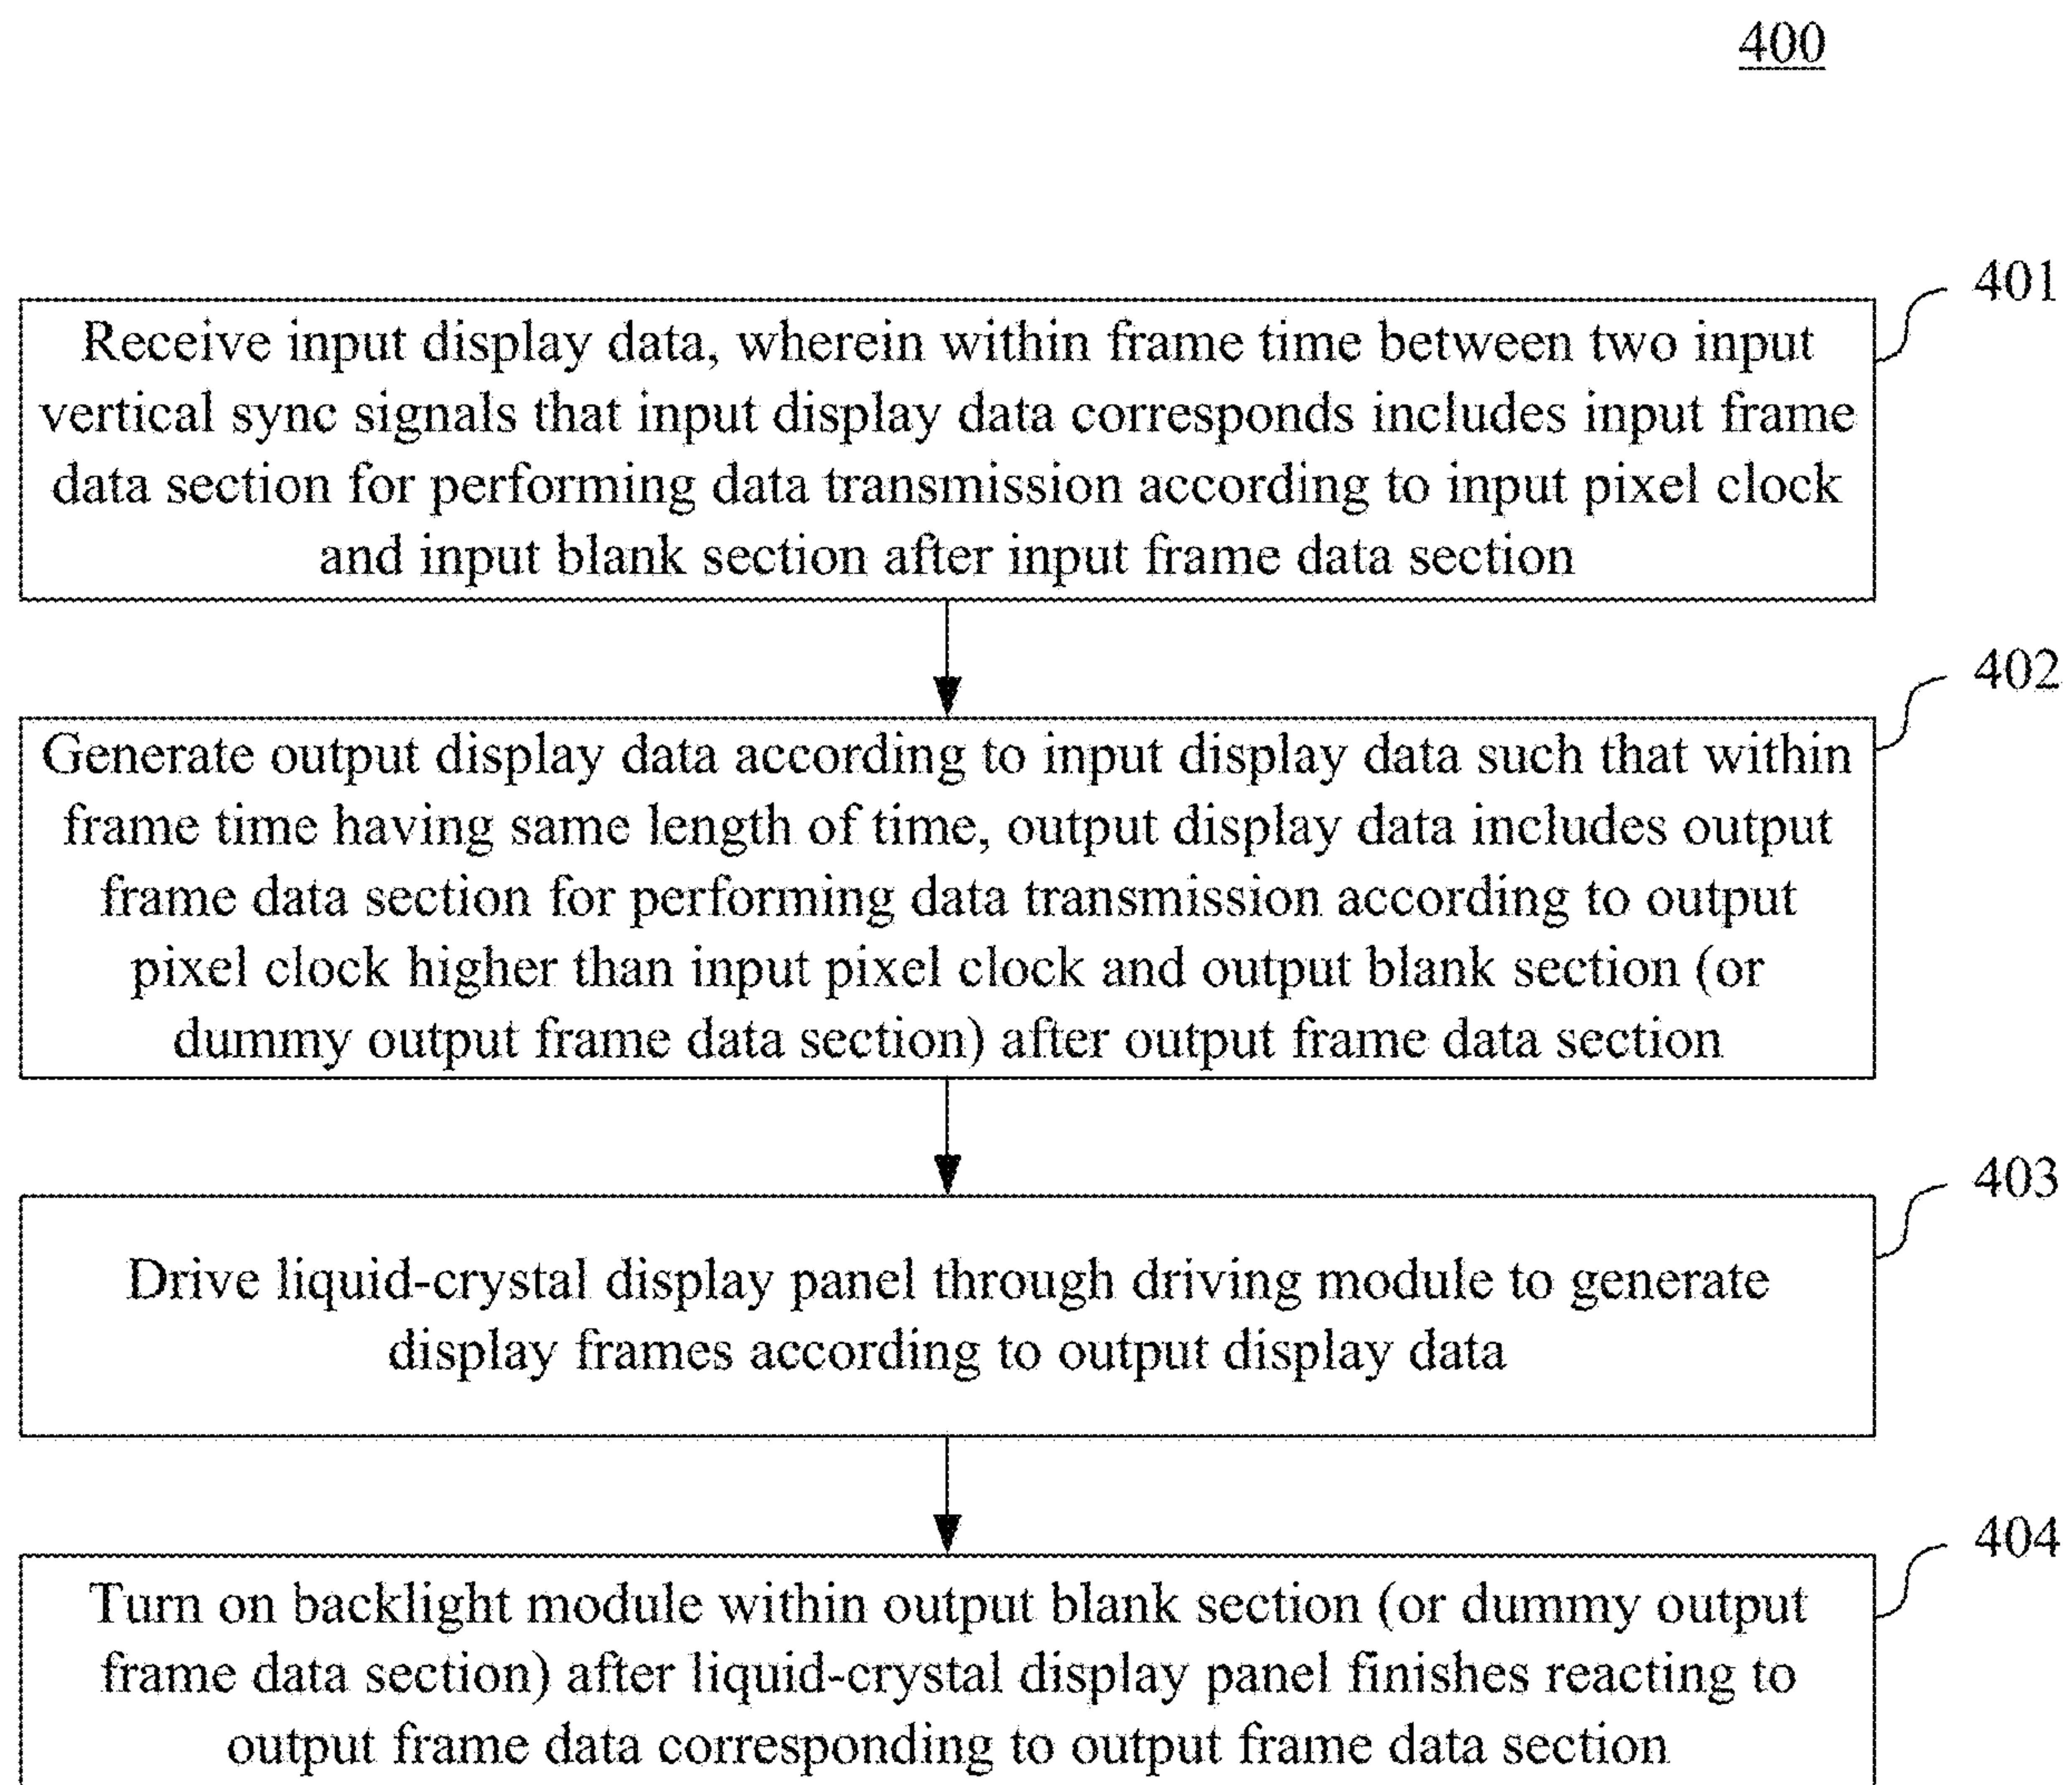 400
401
Receive input display data, wherein within frame time between two input
vertical sync signals that input display data corresponds includes input frame
data section for performing data transmission according to input pixel clock
and input blank section after input frame data section
402
Generate output display data according to input display data such that within
frame time having same length of time, output display data includes output
frame data section for performing data transmission according to output
pixel clock higher than input pixel clock and output blank section (or
dummy output frame data section) after output frame data section
403
Drive liquid-crystal display panel through driving module to generate
display frames according to output display data
404
Turn on backlight module within output blank section (or dummy output
frame data section) after liquid-crystal display panel finishes reacting to
output frame data corresponding to output frame data section